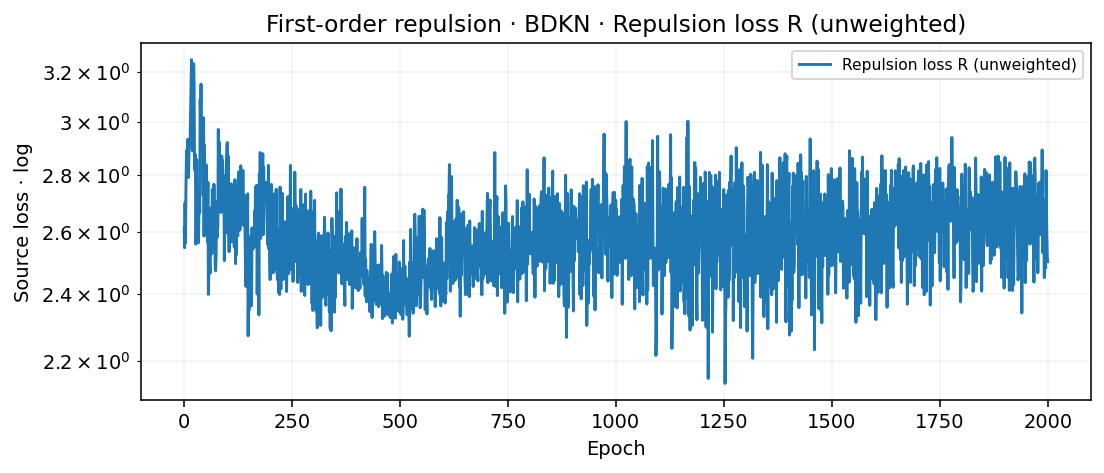 First-order repulsion · BDKN · Repulsion loss R (unweighted)
Repulsion loss R (unweighted)
Source loss · log
3.2 × 10⁰
3 × 10⁰
2.8 × 10⁰
2.6 × 10⁰
2.4 × 10⁰
2.2 × 10⁰
0 250 500 750 1000 1250 1500 1750 2000
Epoch